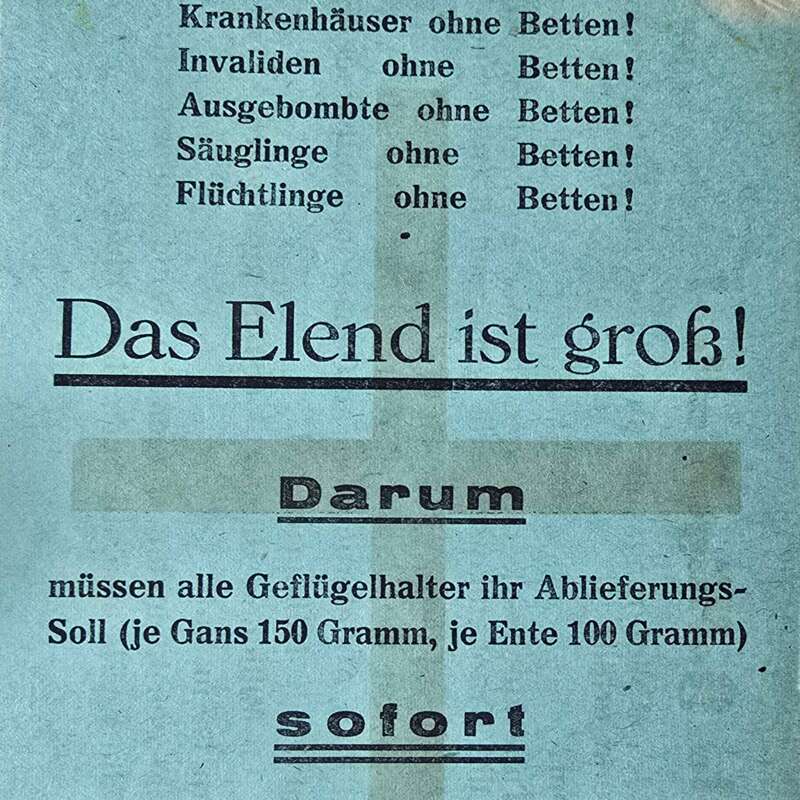 Krankenhäuser ohne Betten!
Invaliden ohne Betten!
Ausgebombte ohne Betten!
Säuglinge ohne Betten!
Flüchtlinge ohne Betten!
Das Elend ist groß!
Darum
müssen alle Geflügelhalter ihr Ablieferungs-
Soll (je Gans 150 Gramm, je Ente 100 Gramm)
sofort